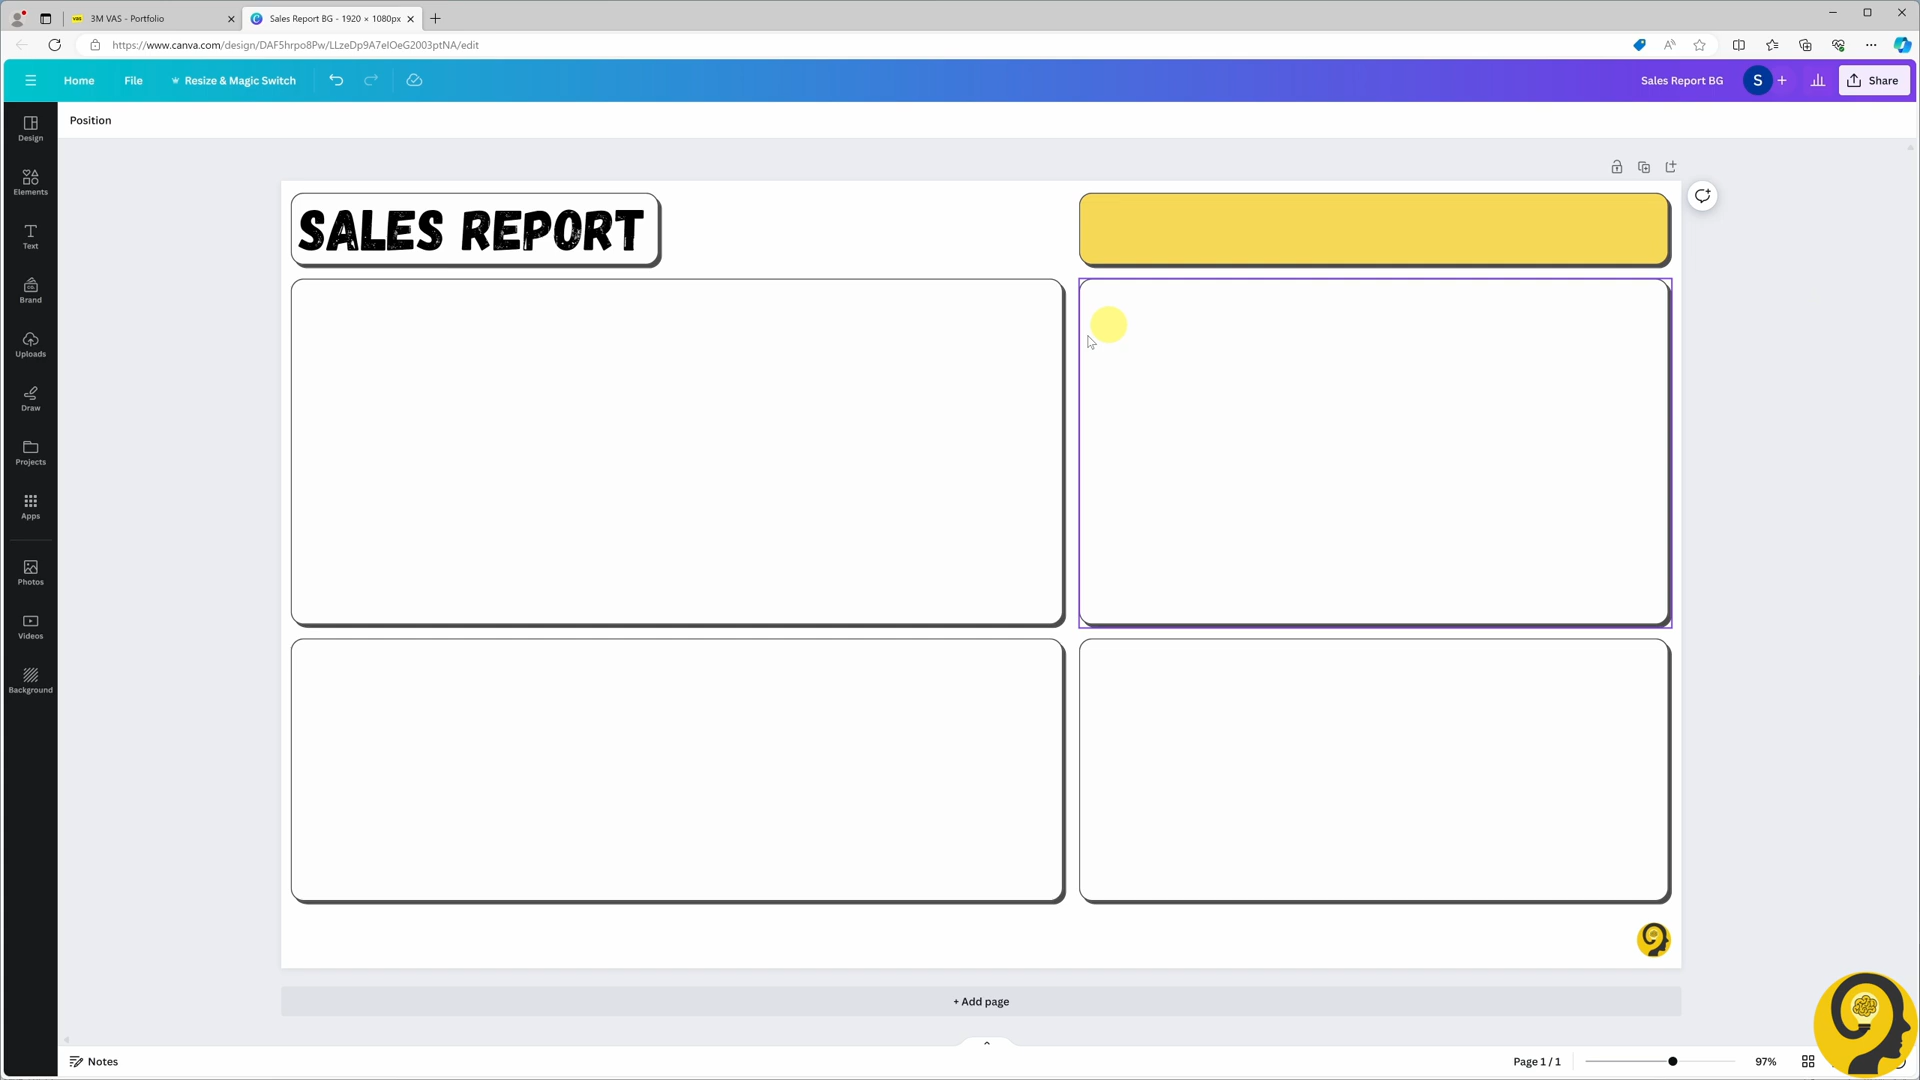 3M VAS - Portfolio
Sales Report BG - 1920 × 1080px
https://www.canva.com/design/DAF5hrpo8Pw/LLzeDp9A7eIOeG2003ptNA/edit
Home
File
Resize & Magic Switch
Sales Report BG
S
Share
Position
Design
Elements
Text
Brand
Uploads
Draw
Projects
Apps
Photos
Videos
Background
SALES REPORT
+ Add page
Notes
Page 1 / 1
97%